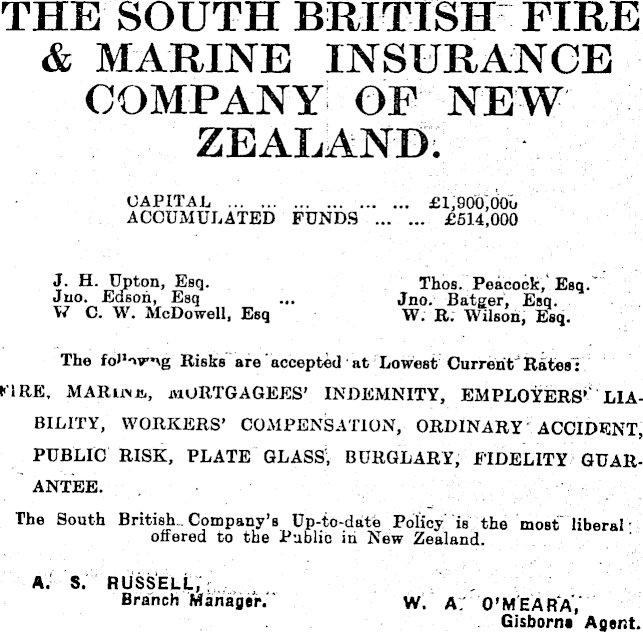 THE SOUTH BRITISH FIRE
& MARINE INSURANCE
COMPANY OF NEW
ZEALAND.
CAPITAL ... ... ... ... ... ... £1,900,000
ACCUMULATED FUNDS ... ... £514,000
J. H. Upton, Esq. Thos. Peacock, Esq.
Jno. Edson, Esq ... Jno. Batger, Esq.
W C. W. McDowell, Esq W. R. Wilson, Esq.
The following Risks are accepted at Lowest Current Rates:
FIRE, MARINE, MORTGAGEES' INDEMNITY, EMPLOYERS' LIA-
BILITY, WORKERS' COMPENSATION, ORDINARY ACCIDENT,
PUBLIC RISK, PLATE GLASS, BURGLARY, FIDELITY GUAR-
ANTEE.
The South British Company's Up-to-date Policy is the most liberal
offered to the Public in New Zealand.
A. S. RUSSELL,
Branch Manager.
W. A. O'MEARA,
Gisborne Agent.